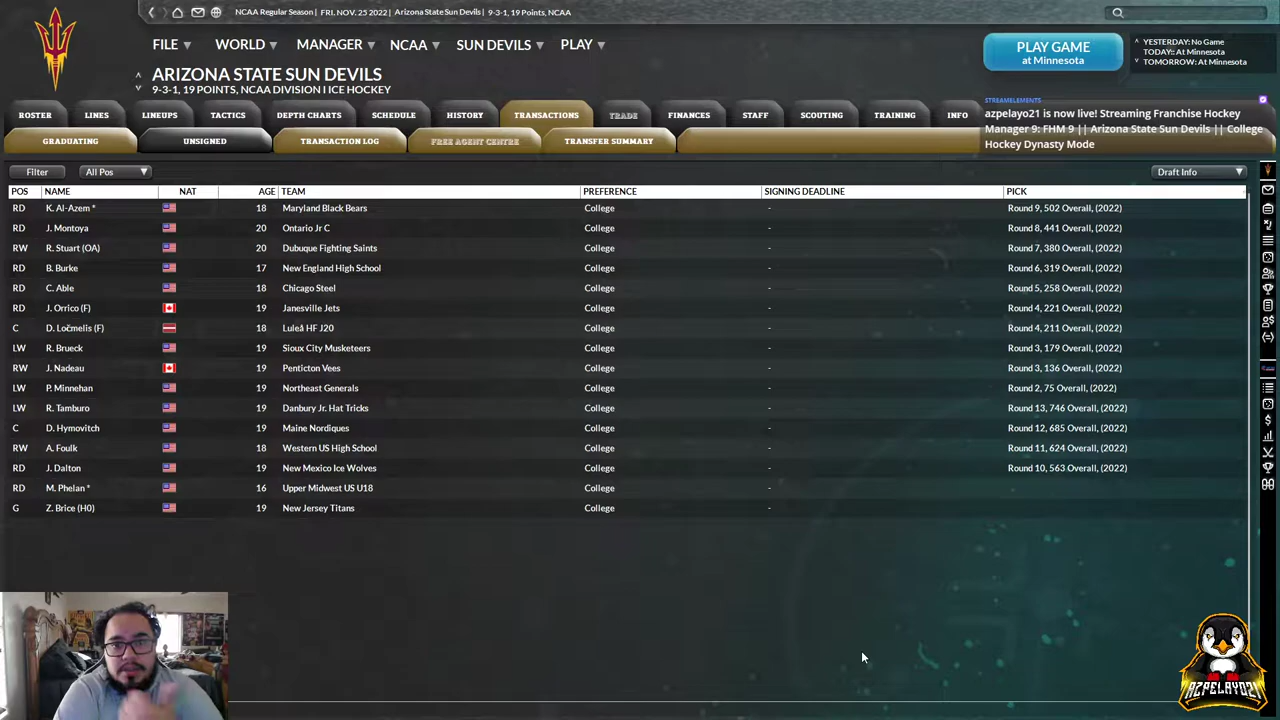 NCAA Regular Season | FRI. NOV. 25 2022 | Arizona State Sun Devils | 9-3-1, 19 Points, NCAA
FILE WORLD MANAGER NCAA SUN DEVILS PLAY
PLAY GAME
at Minnesota
YESTERDAY: No Game
TODAY:: At Minnesota
TOMORROW: At Minnesota
ARIZONA STATE SUN DEVILS
9-3-1, 19 POINTS, NCAA DIVISION I ICE HOCKEY
STREAMELEMENTS
azpelayo21 is now live! Streaming Franchise Hockey
Manager 9: FHM 9 || Arizona State Sun Devils || College
Hockey Dynasty Mode
ROSTER LINES LINEUPS TACTICS DEPTH CHARTS SCHEDULE HISTORY TRANSACTIONS TRADE FINANCES STAFF SCOUTING TRAINING INFO
GRADUATING UNSIGNED TRANSACTION LOG FREE AGENT CENTRE TRANSFER SUMMARY
Filter All Pos Draft Info
POS NAME NAT AGE TEAM PREFERENCE SIGNING DEADLINE PICK
RD K. Al-Azem * 18 Maryland Black Bears College - Round 9, 502 Overall, (2022)
RD J. Montoya 20 Ontario Jr C College - Round 8, 441 Overall, (2022)
RW R. Stuart (OA) 20 Dubuque Fighting Saints College - Round 7, 380 Overall, (2022)
RD B. Burke 17 New England High School College - Round 6, 319 Overall, (2022)
RD C. Able 18 Chicago Steel College - Round 5, 258 Overall, (2022)
RD J. Orrico (F) 19 Janesville Jets College - Round 4, 221 Overall, (2022)
C D. Ločmelis (F) 18 Luleå HF J20 College - Round 4, 211 Overall, (2022)
LW R. Brueck 19 Sioux City Musketeers College - Round 3, 179 Overall, (2022)
RW J. Nadeau 19 Penticton Vees College - Round 3, 136 Overall, (2022)
LW P. Minnehan 19 Northeast Generals College - Round 2, 75 Overall, (2022)
LW R. Tamburo 19 Danbury Jr. Hat Tricks College - Round 13, 746 Overall, (2022)
C D. Hymovitch 19 Maine Nordiques College - Round 12, 685 Overall, (2022)
RW A. Foulk 18 Western US High School College - Round 11, 624 Overall, (2022)
RD J. Dalton 19 New Mexico Ice Wolves College - Round 10, 563 Overall, (2022)
RD M. Phelan * 16 Upper Midwest US U18 College -
G Z. Brice (H0) 19 New Jersey Titans College -
AZPELAYO21